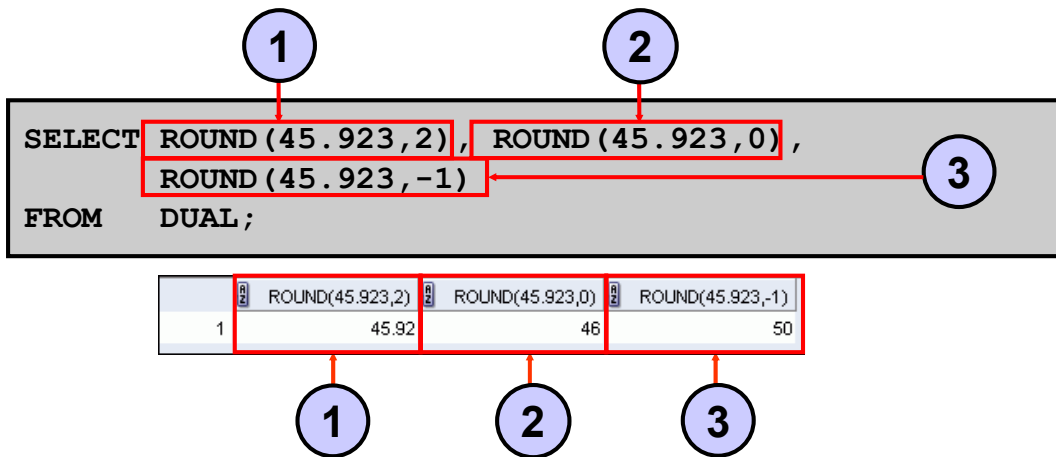 1 2
SELECT ROUND(45.923,2), ROUND(45.923,0),
ROUND(45.923,-1)
3
FROM DUAL;
ROUND(45.923,2) ROUND(45.923,0) ROUND(45.923,-1)
1 45.92 46 50
1 2 3